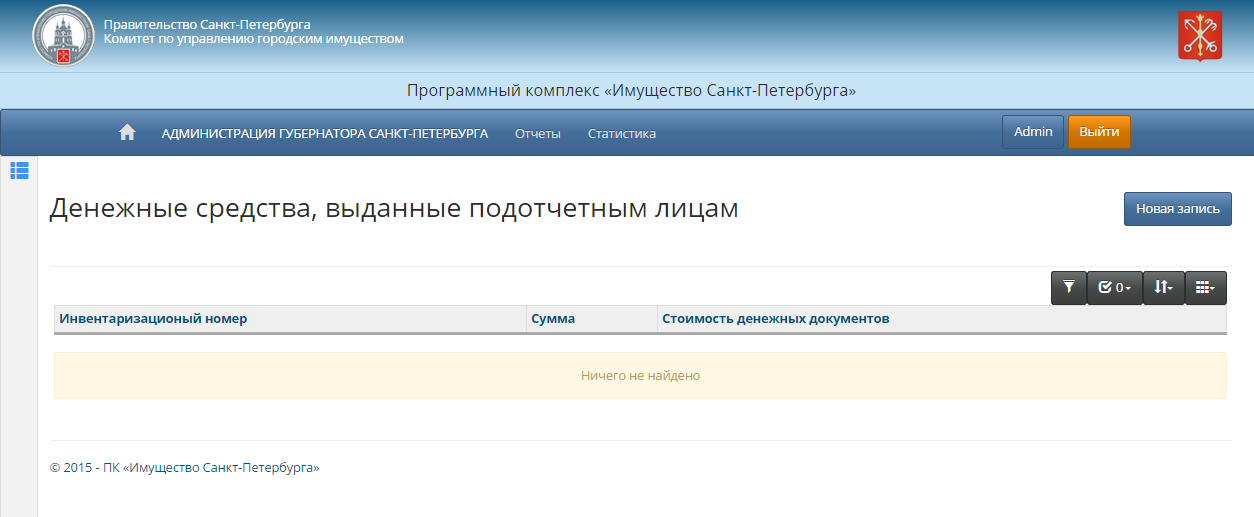 Правительство Санкт-Петербурга
Комитет по управлению городским имуществом
Программный комплекс «Имущество Санкт-Петербурга»
АДМИНИСТРАЦИЯ ГУБЕРНАТОРА САНКТ-ПЕТЕРБУРГА Отчеты Статистика Admin Выйти
Денежные средства, выданные подотчетным лицам Новая запись
0
Инвентаризационый номер Сумма Стоимость денежных документов
Ничего не найдено
© 2015 - ПК «Имущество Санкт-Петербурга»